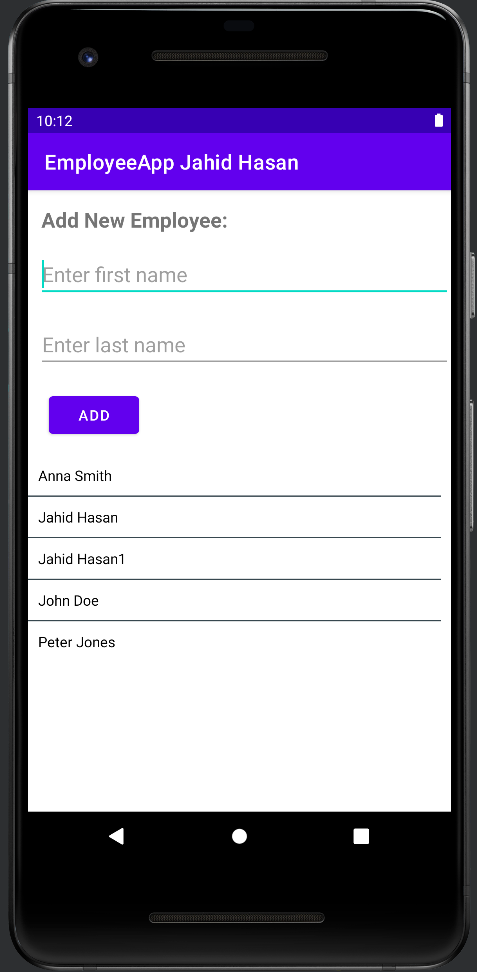 10:12
EmployeeApp Jahid Hasan
Add New Employee:
Enter first name
Enter last name
ADD
Anna Smith
Jahid Hasan
Jahid Hasan1
John Doe
Peter Jones